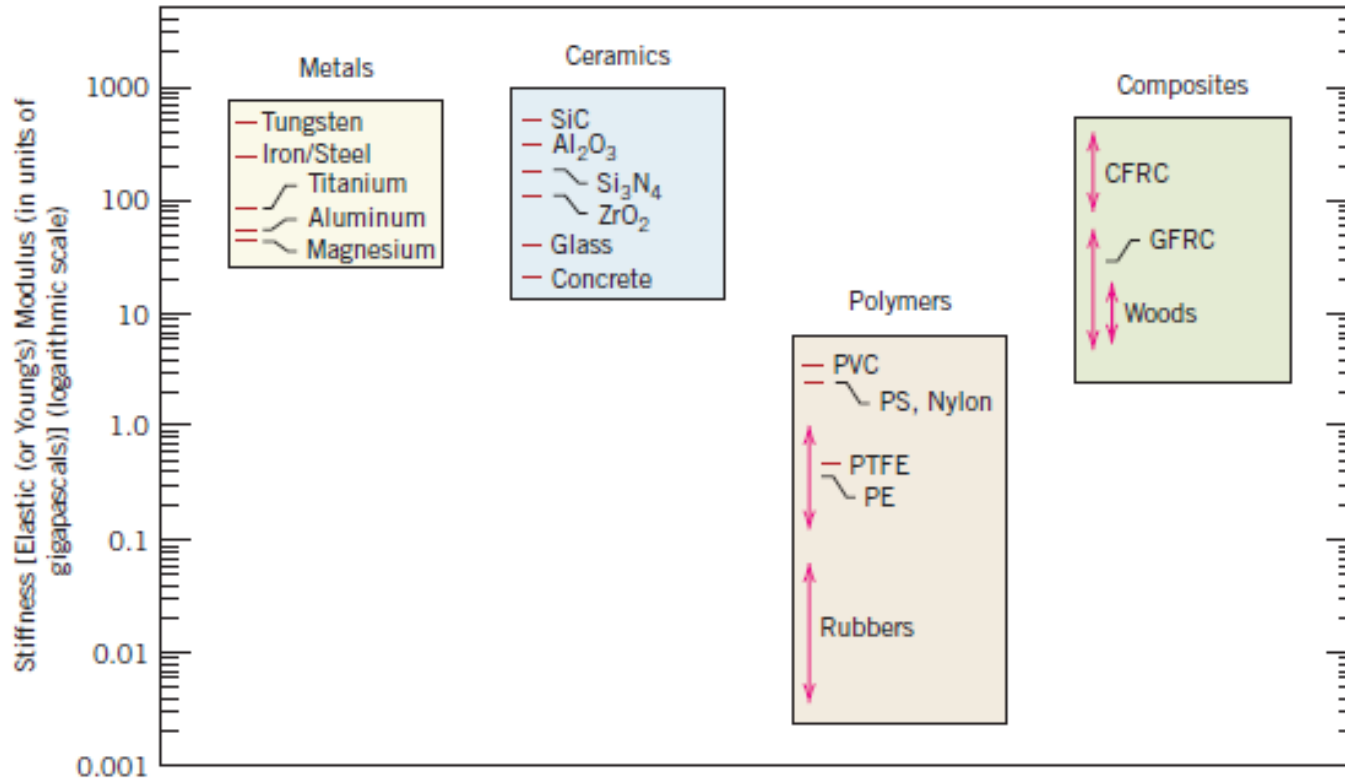 Stiffness [Elastic (or Young's) Modulus (in units of
gigapascals)] (logarithmic scale)
1000
100
10
1.0
0.1
0.01
0.001
Metals
Tungsten
Iron/Steel
Titanium
Aluminum
Magnesium
Ceramics
SiC
Al₂O₃
Si₃N₄
ZrO₂
Glass
Concrete
Polymers
PVC
PS, Nylon
PTFE
PE
Rubbers
Composites
CFRC
GFRC
Woods